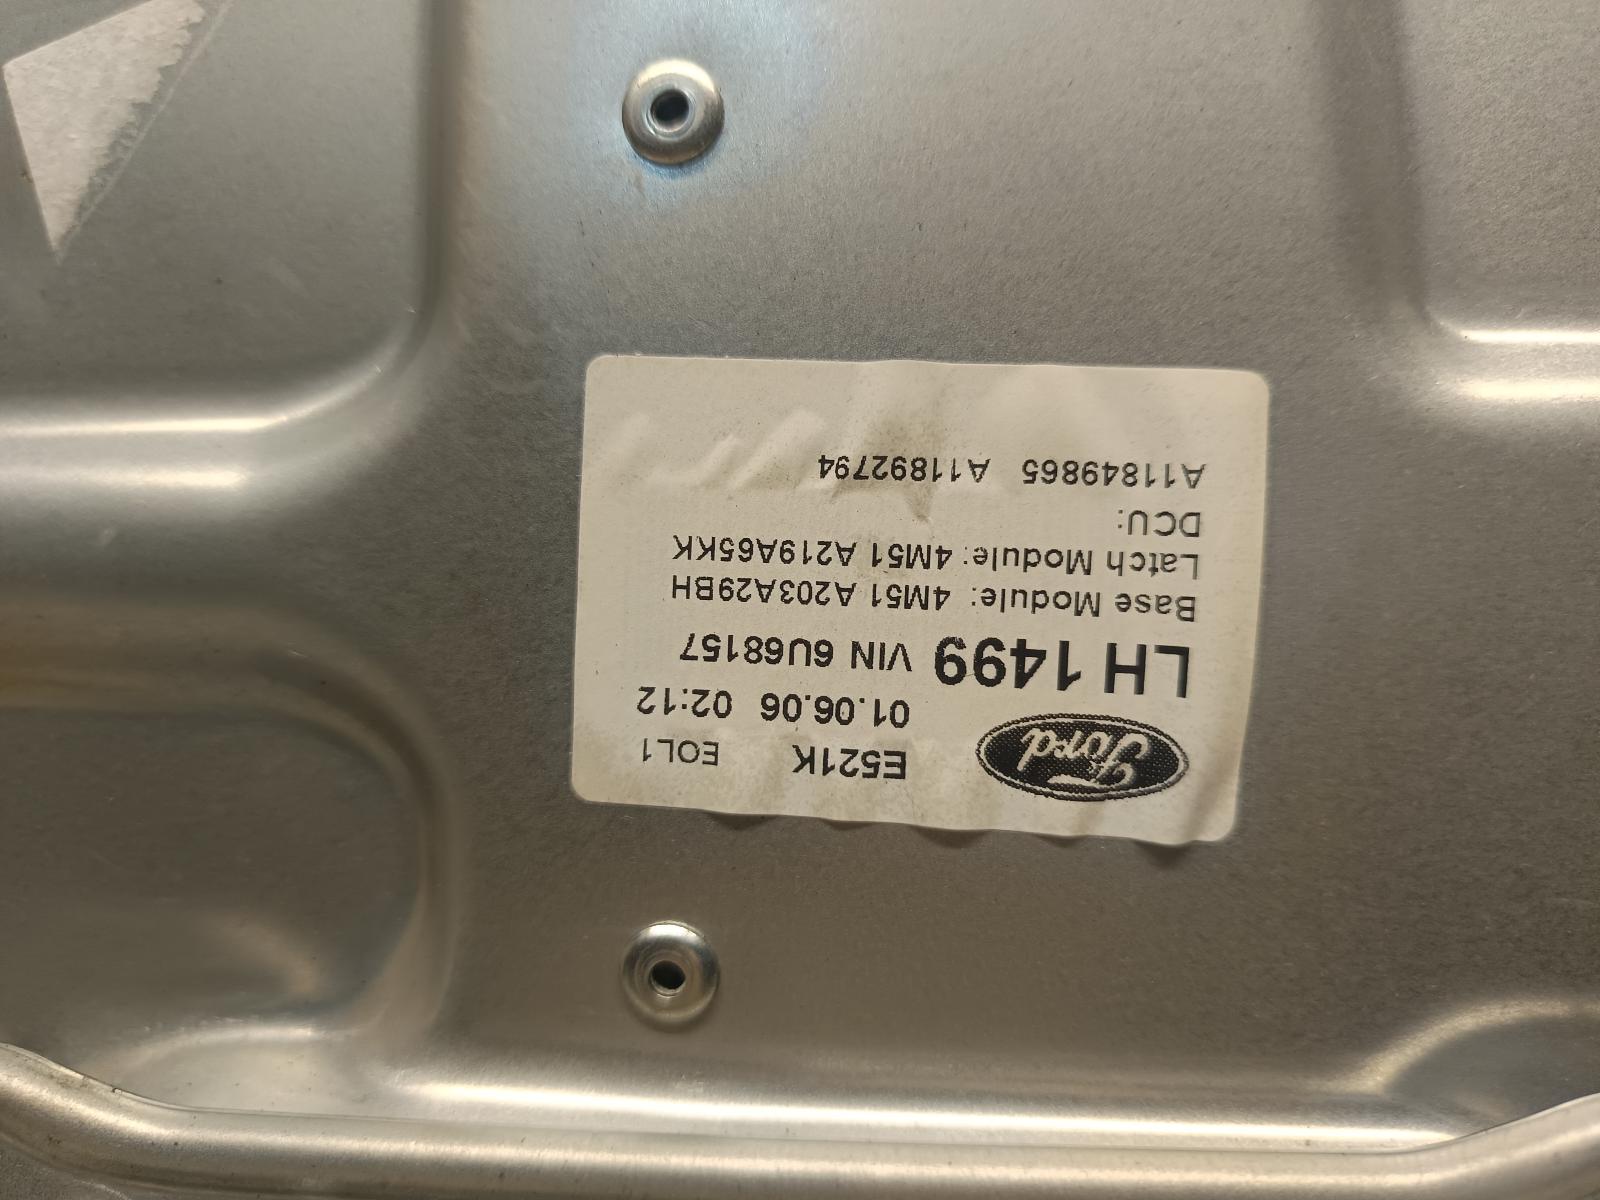 Ford
E521K EOL1
01.06.06 02:12
LH 1499 VIN 6U68157
Base Module: 4M51 A203A29BH
Latch Module: 4M51 A219A65KK
DCU:
A11849865 A11892794